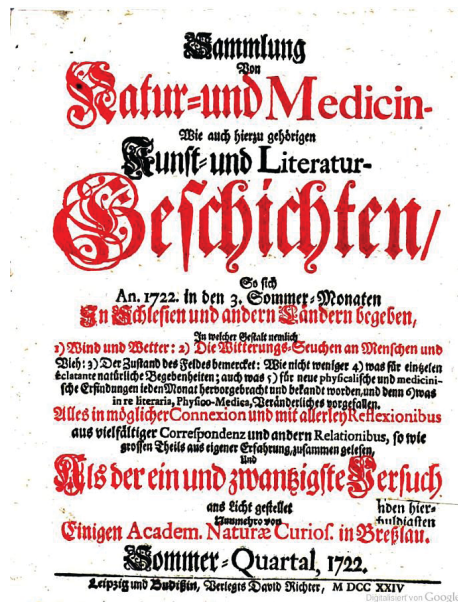 Sammlung
Von
Natur-und Medicin-
Wie auch hierzu gehörigen
Kunst-und Literatur-
Geschichten/
So sich
An. 1722. in den 3. Sommer-Monaten
In Schlesien und andern Ländern begeben,
In welcher Gestalt nemlich
1) Wind und Wetter: 2) Die Witterungs-Seuchen an Menschen und
Vieh: 3) Der Zustand des Feldes bemercket: Wie nicht weniger 4) was für eintzelen
éclatante natürliche Begebenheiten; auch was 5) für neue physicalische und medicini-
sche Erfindungen jeden Monat hervorgebracht und bekandt worden, und denn 6) was
in re literaria, Physico-Medica, Veränderliches vorgefallen.
Alles in möglicher Connexion und mit allerley Reflexionibus
aus vielfältiger Correspondenz und andern Relationibus, so wie
grossen Theils aus eigener Erfahrung, zusammen gelesen,
Und
Als der ein und zwantzigste Versuch
ans Licht gestellet
hden hier-
Nunmehro von
huldigsten
Einigen Academ. Naturæ Curios. in Breßlau.
Sommer-Quartal, 1722.
Leipzig und Budißin, Verlegts David Richter, M DCC XXIV
Digitalisiert von Google